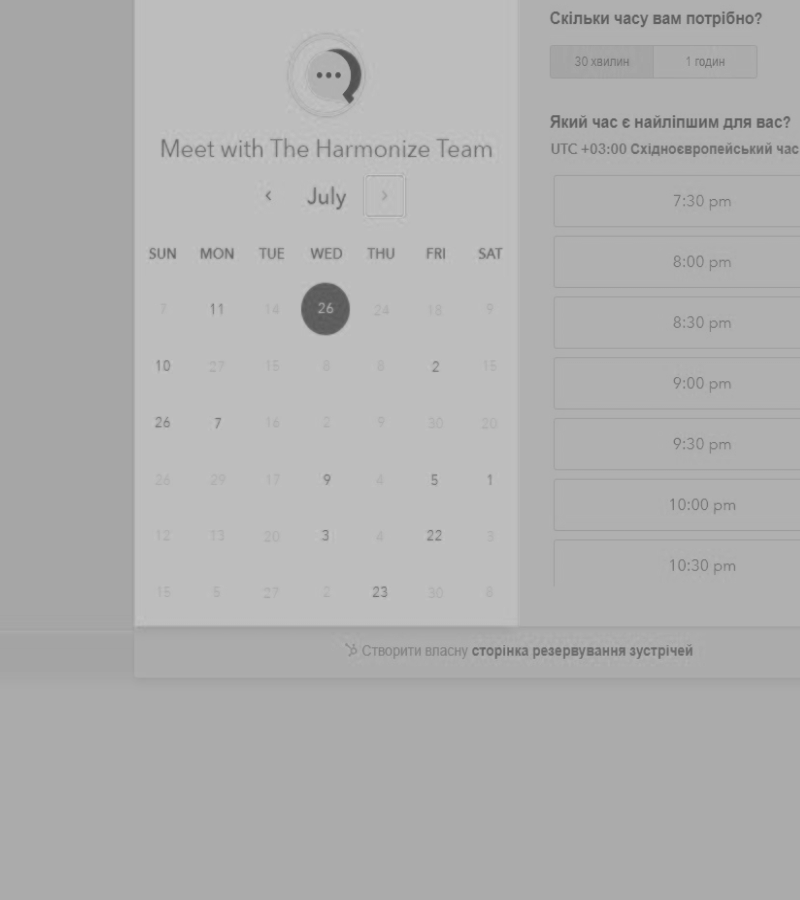 Meet with The Harmonize Team
‹ July ›
SUN MON TUE WED THU FRI SAT
7 11 14 26 24 18 9
10 27 15 8 8 2 15
26 7 16 2 9 30 20
26 29 17 9 4 5 1
12 13 20 3 4 22 3
15 5 27 2 23 30 8
Скільки часу вам потрібно?
30 хвилин 1 годин
Який час є найліпшим для вас?
UTC +03:00 Східноєвропейський час
7:30 pm
8:00 pm
8:30 pm
9:00 pm
9:30 pm
10:00 pm
10:30 pm
Створити власну сторінка резервування зустрічей